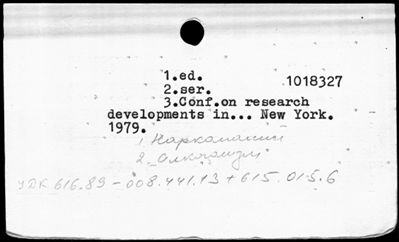 1.ed.
1018327
2.ser.
3.Conf.on research
developments in... New York.
1979.
1. Наркомании
2. Алкоголизм
УДК 616.89-008.441.13+615.015.6